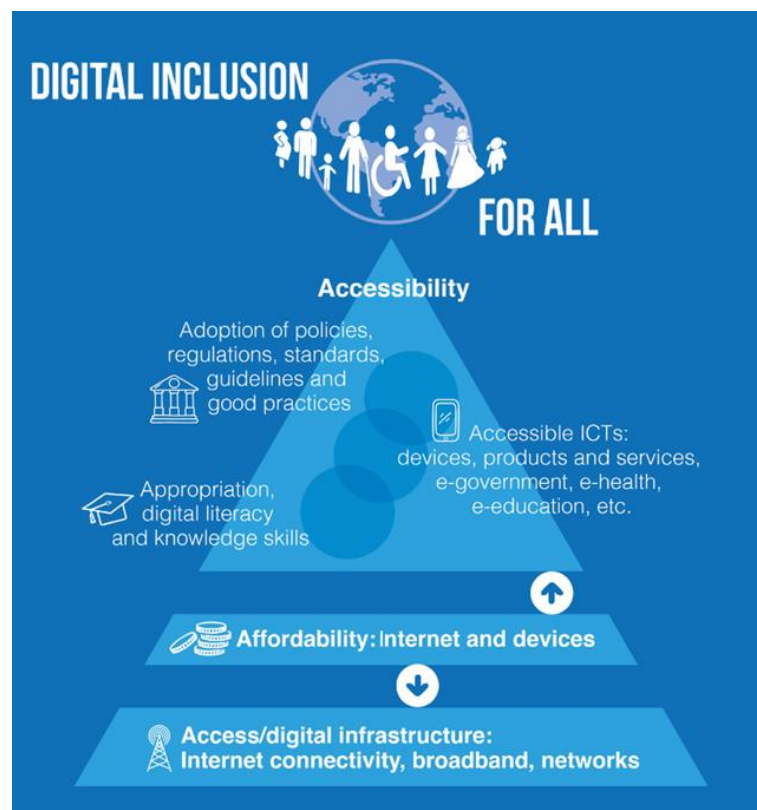 DIGITAL INCLUSION
FOR ALL
Accessibility
Adoption of policies,
regulations, standards,
guidelines and
good practices
Accessible ICTs:
devices, products and services,
e-government, e-health,
e-education, etc.
Appropriation,
digital literacy
and knowledge skills
Affordability: Internet and devices
Access/digital infrastructure:
Internet connectivity, broadband, networks